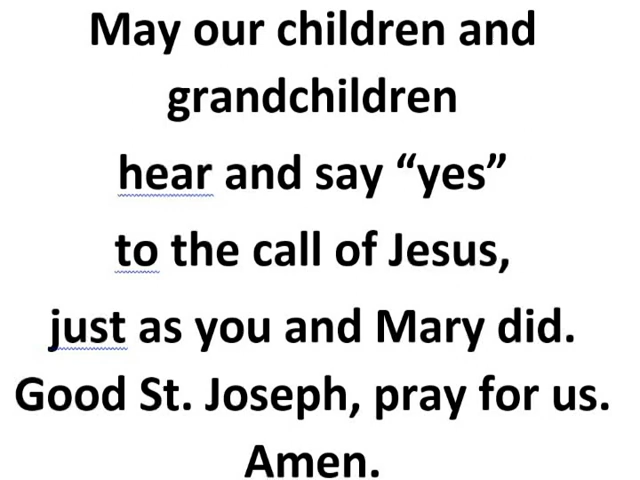 May our children and
grandchildren
hear and say “yes”
to the call of Jesus,
just as you and Mary did.
Good St. Joseph, pray for us.
Amen.